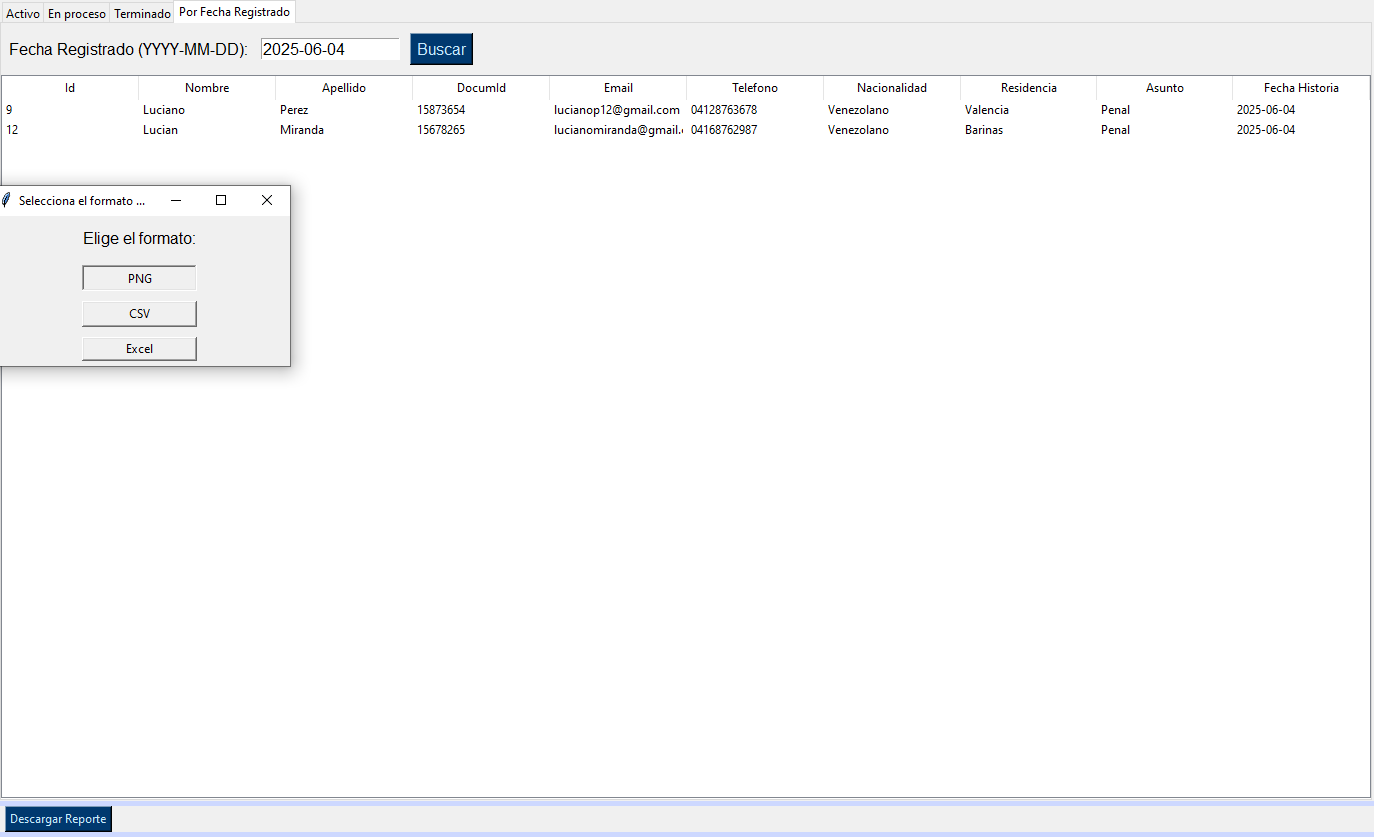 Activo En proceso Terminado Por Fecha Registrado
Fecha Registrado (YYYY-MM-DD): 2025-06-04 Buscar
Id Nombre Apellido DocumId Email Telefono Nacionalidad Residencia Asunto Fecha Historia
9 Luciano Perez 15873654 lucianop12@gmail.com 04128763678 Venezolano Valencia Penal 2025-06-04
12 Lucian Miranda 15678265 lucianomiranda@gmail. 04168762987 Venezolano Barinas Penal 2025-06-04
Selecciona el formato ...
Elige el formato:
PNG
CSV
Excel
Descargar Reporte